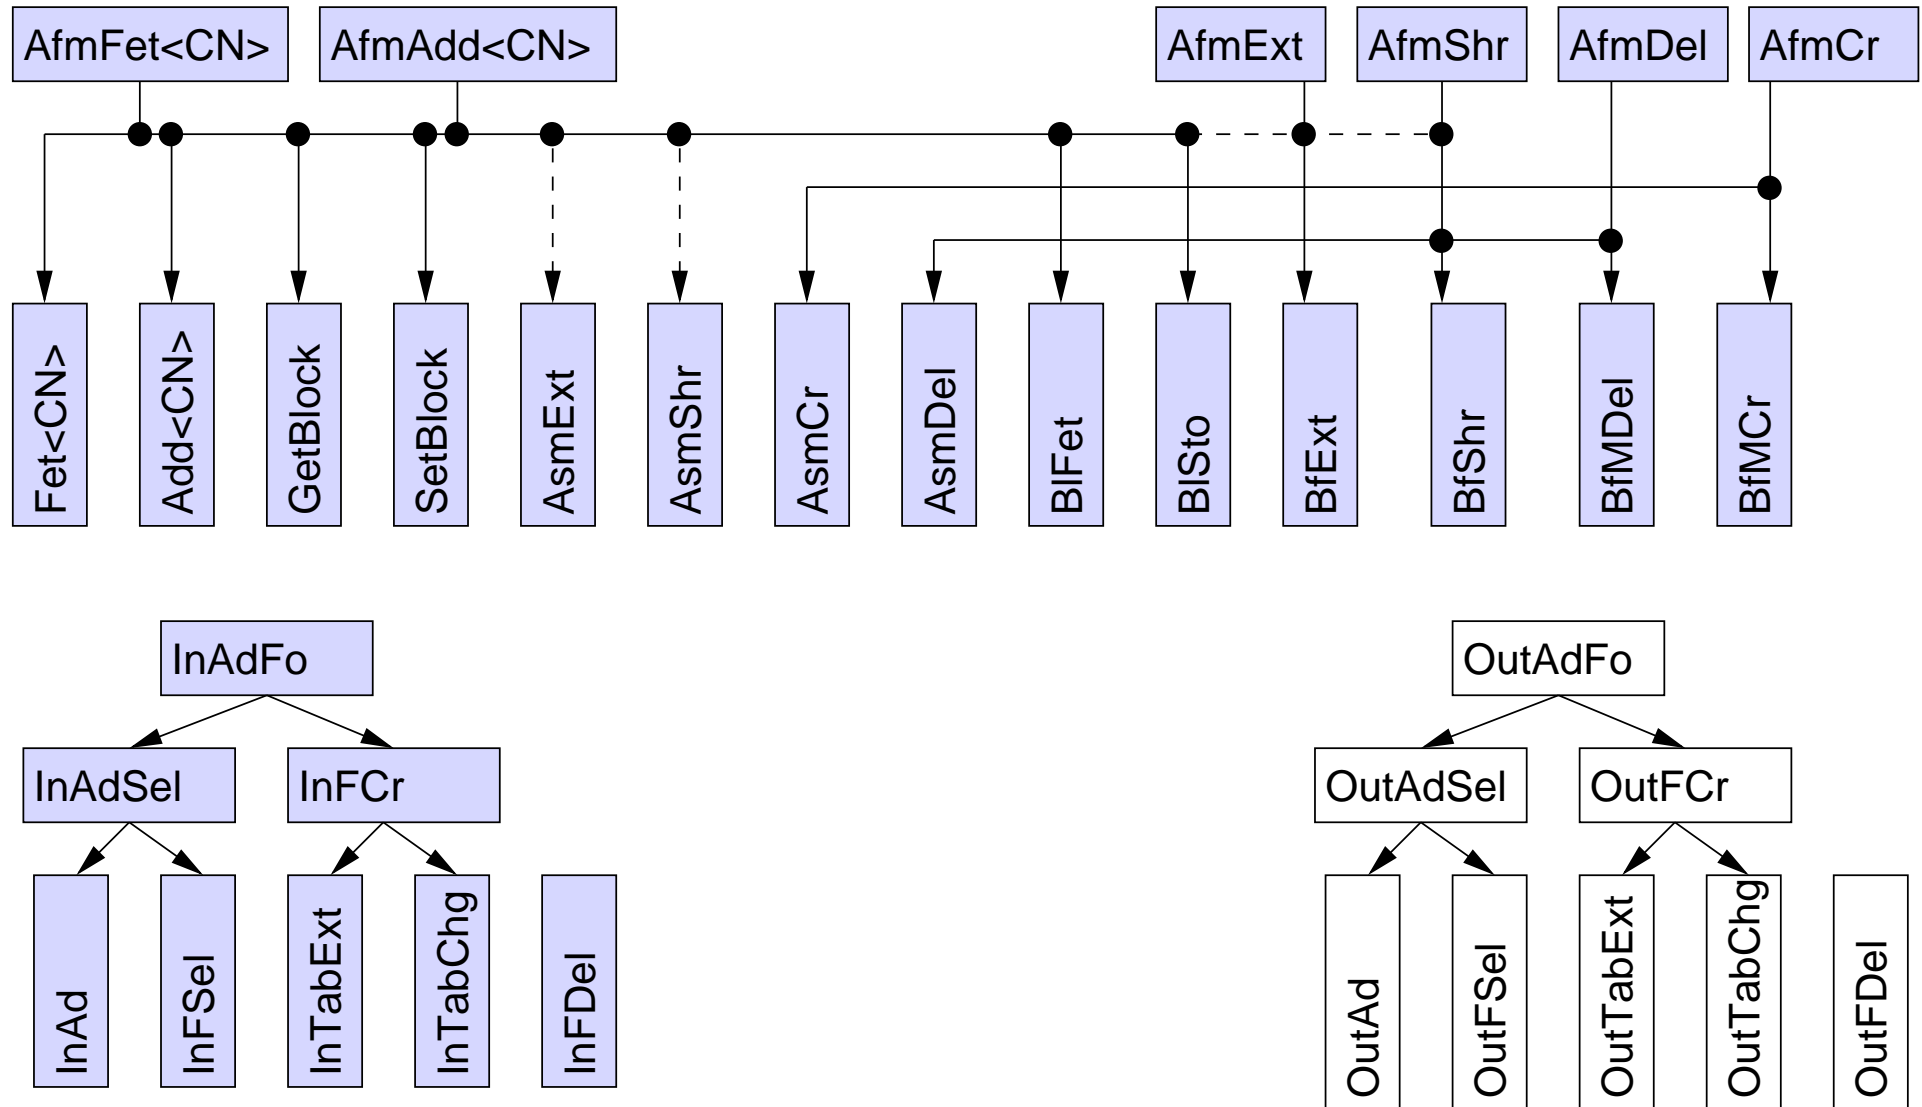 AfmFet<CN>
AfmAdd<CN>
AfmExt
AfmShr
AfmDel
AfmCr
Fet<CN>
Add<CN>
GetBlock
SetBlock
AsmExt
AsmShr
AsmCr
AsmDel
BlFet
BlSto
BfExt
BfShr
BfMDel
BfMCr
InAdFo
OutAdFo
InAdSel
InFCr
OutAdSel
OutFCr
InAd
InFSel
InTabExt
InTabChg
InFDel
OutAd
OutFSel
OutTabExt
OutTabChg
OutFDel